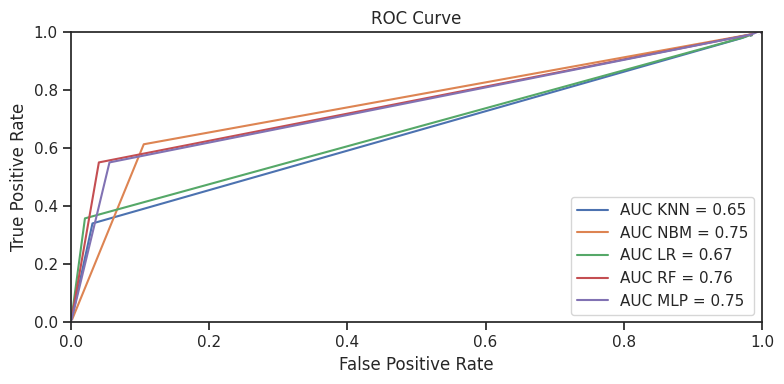 ROC Curve
True Positive Rate
1.0
0.8
0.6
0.4
0.2
0.0
0.0 0.2 0.4 0.6 0.8 1.0
False Positive Rate
AUC KNN = 0.65
AUC NBM = 0.75
AUC LR = 0.67
AUC RF = 0.76
AUC MLP = 0.75